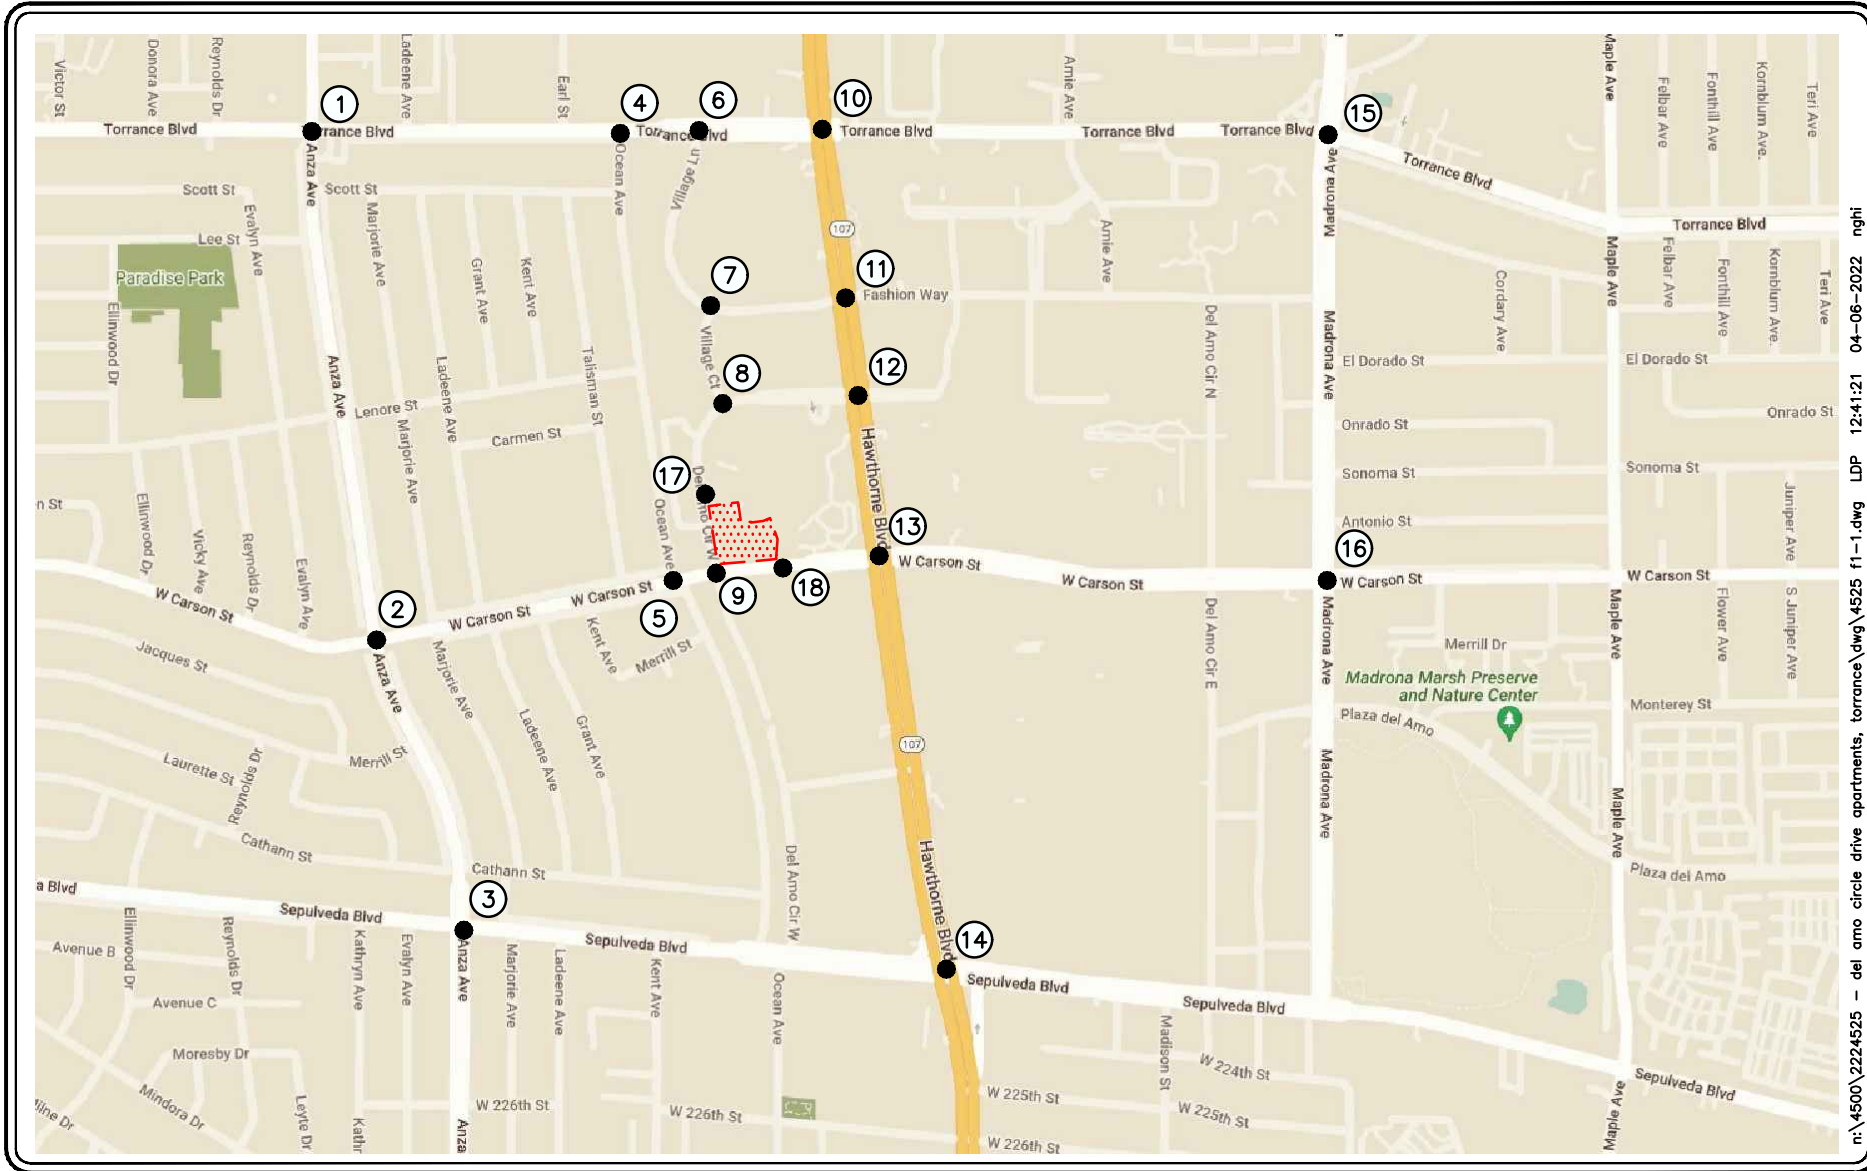 Victor St
Donora Ave
Reynolds Dr
Ladeene Ave
Earl St
Arnie Ave
Maple Ave
Felbar Ave
Fonthill Ave
Kornblum Ave.
Teri Ave
1
4
6
10
15
Torrance Blvd
rrance Blvd
Torrance Blvd
Torrance Blvd
Torrance Blvd
Torrance Blvd
Torrance Blvd
Torrance Blvd
Anza Ave
Ocean Ave
Village Ln
Madrona Ave
Scott St
Scott St
Lee St
Evalyn Ave
Marjorie Ave
Grant Ave
Kent Ave
107
Arnie Ave
Maple Ave
Felbar Ave
Fonthill Ave
Kornblum Ave.
Teri Ave
Cordary Ave
Paradise Park
Ellinwood Dr
7
11
Fashion Way
Village Ct
Del Amo Cir N
Madrona Ave
El Dorado St
El Dorado St
Anza Ave
Ladeene Ave
Talisman St
8
12
Lenore St
Marjorie Ave
Carmen St
Onrado St
Onrado St
Hawthorne Blvd
17
Del Amo Cir W
Sonoma St
Sonoma St
n St
Ellinwood Dr
Vicky Ave
Reynolds Dr
Evalyn Ave
Ocean Ave
Antonio St
Juniper Ave
13
16
W Carson St
W Carson St
W Carson St
W Carson St
W Carson St
W Carson St
W Carson St
2
5
9
18
Anza Ave
Marjorie Ave
Kent Ave
Merrill St
Del Amo Cir E
Madrona Ave
Maple Ave
Flower Ave
S Juniper Ave
Merrill Dr
Jacques St
Madrona Marsh Preserve
and Nature Center
Monterey St
Plaza del Amo
Ladeene Ave
Grant Ave
107
Merrill St
Laurette St
Reynolds Dr
Madrona Ave
Maple Ave
Cathann St
Cathann St
Del Amo Cir W
Hawthorne Blvd
Plaza del Amo
a Blvd
3
Sepulveda Blvd
Sepulveda Blvd
14
Sepulveda Blvd
Sepulveda Blvd
Sepulveda Blvd
Ellinwood Dr
Reynolds Dr
Kathryn Ave
Evalyn Ave
Anza Ave
Marjorie Ave
Ladeene Ave
Kent Ave
Ocean Ave
Avenue B
Avenue C
Moresby Dr
Mindora Dr
Leyte Dr
Kathr
Anza
W 226th St
W 226th St
Madison St
W 224th St
W 225th St
W 225th St
W 226th St
Maple Ave
n:\4500\2224525 - del amo circle drive apartments, torrance\dwg\4525 f1-1.dwg LDP 12:41:21 04-06-2022 nghi